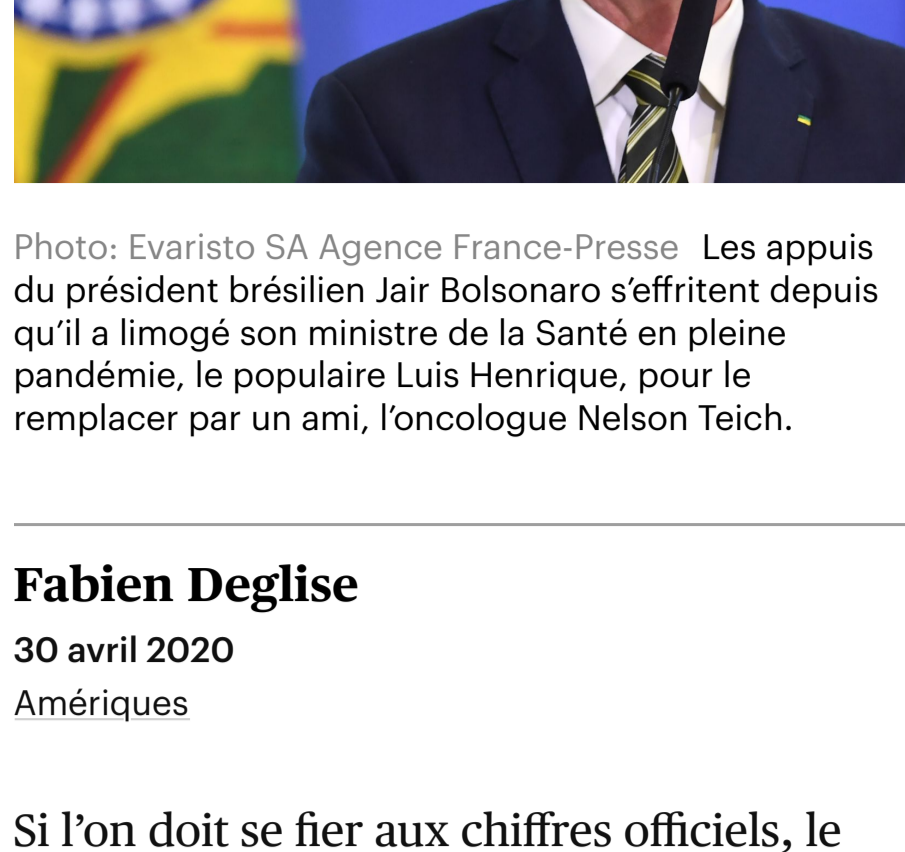 Photo: Evaristo SA Agence France-Presse Les appuis
du président brésilien Jair Bolsonaro s’effritent depuis
qu’il a limogé son ministre de la Santé en pleine
pandémie, le populaire Luis Henrique, pour le
remplacer par un ami, l’oncologue Nelson Teich.
Fabien Deglise
30 avril 2020
Amériques
Si l’on doit se fier aux chiffres officiels, le